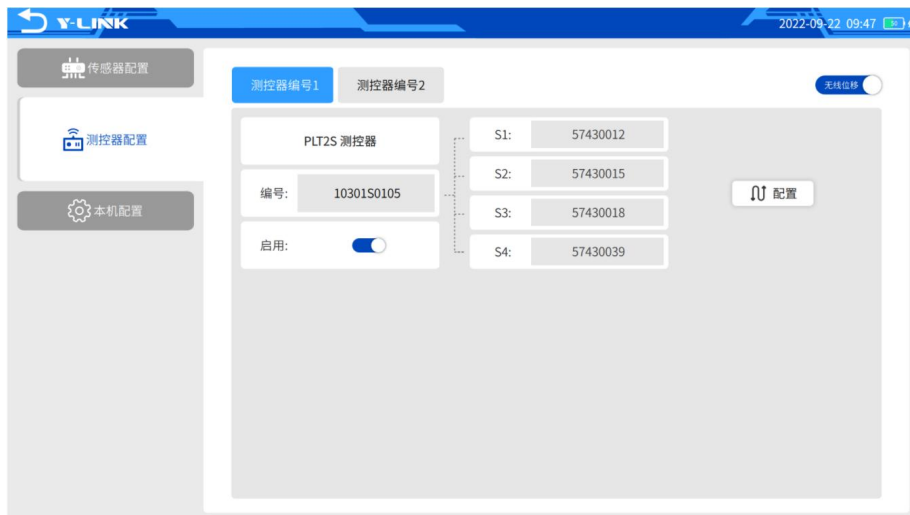 Y-LINK
2022-09-22 09:47
传感器配置
测控器配置
本机配置
测控器编号1
测控器编号2
无线位移
PLT2S 测控器
编号:
10301S0105
启用:
S1:
57430012
S2:
57430015
S3:
57430018
S4:
57430039
配置